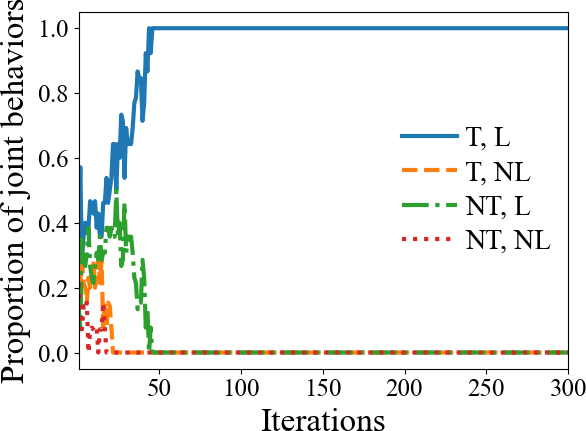 Proportion of joint behaviors
1.0
0.8
0.6
0.4
0.2
0.0
T, L
T, NL
NT, L
NT, NL
50 100 150 200 250 300
Iterations